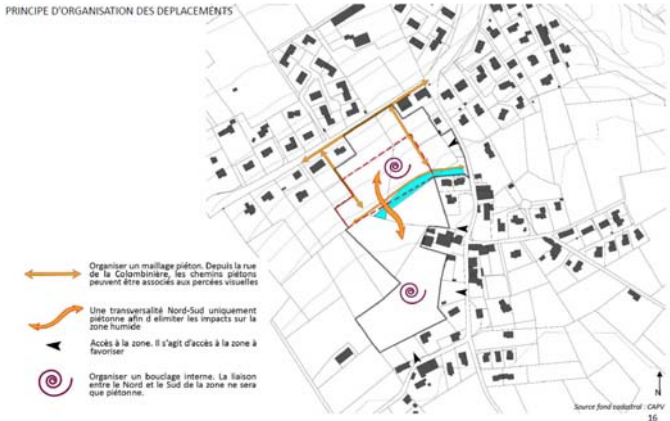 PRINCIPE D'ORGANISATION DES DEPLACEMENTS
Organiser un maillage piéton. Depuis la rue
de la Colombinière, les chemins piétons
peuvent être associés aux percées visuelles
Une transversalité Nord-Sud uniquement
piétonne afin d elimiter les impacts sur la
zone humide
Accès à la zone. Il s'agit d'accès à la zone à
favoriser
Organiser un bouclage interne. La liaison
entre le Nord et le Sud de la zone ne sera
que piétonne.
N
Source fond cadastral : CAPV
16